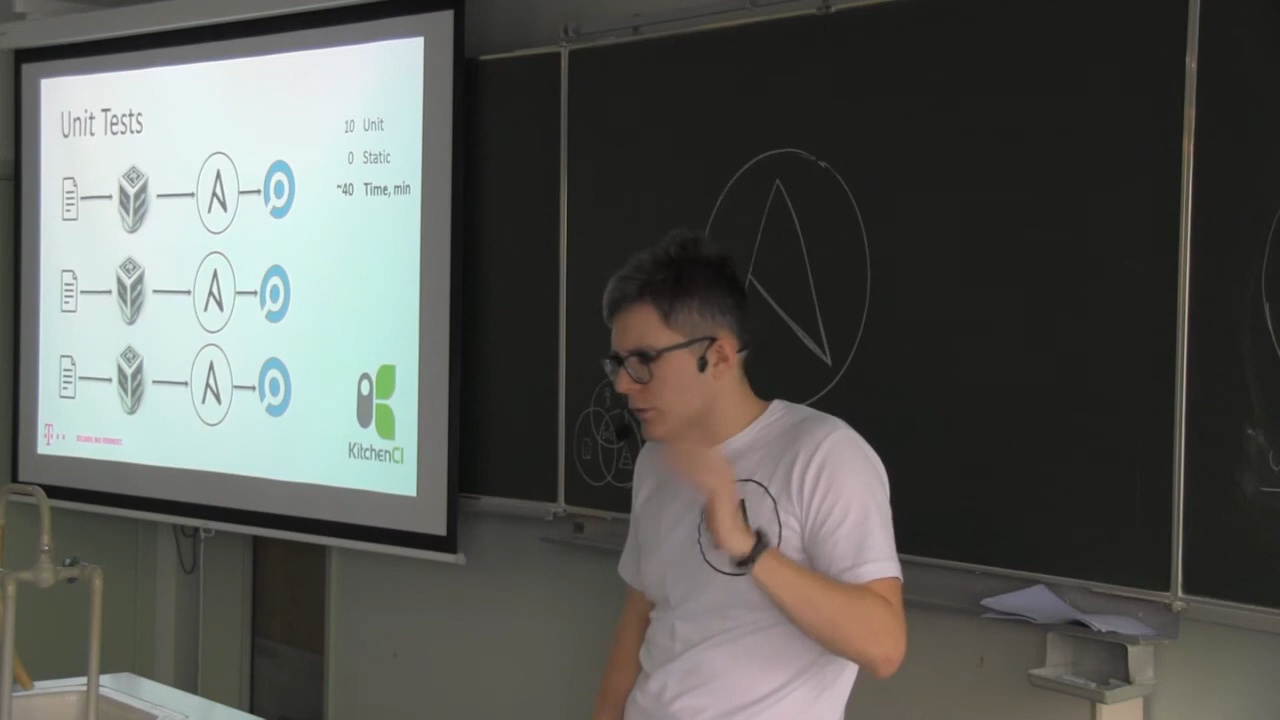 Unit Tests
10 Unit
0 Static
~40 Time, min
KitchenCI